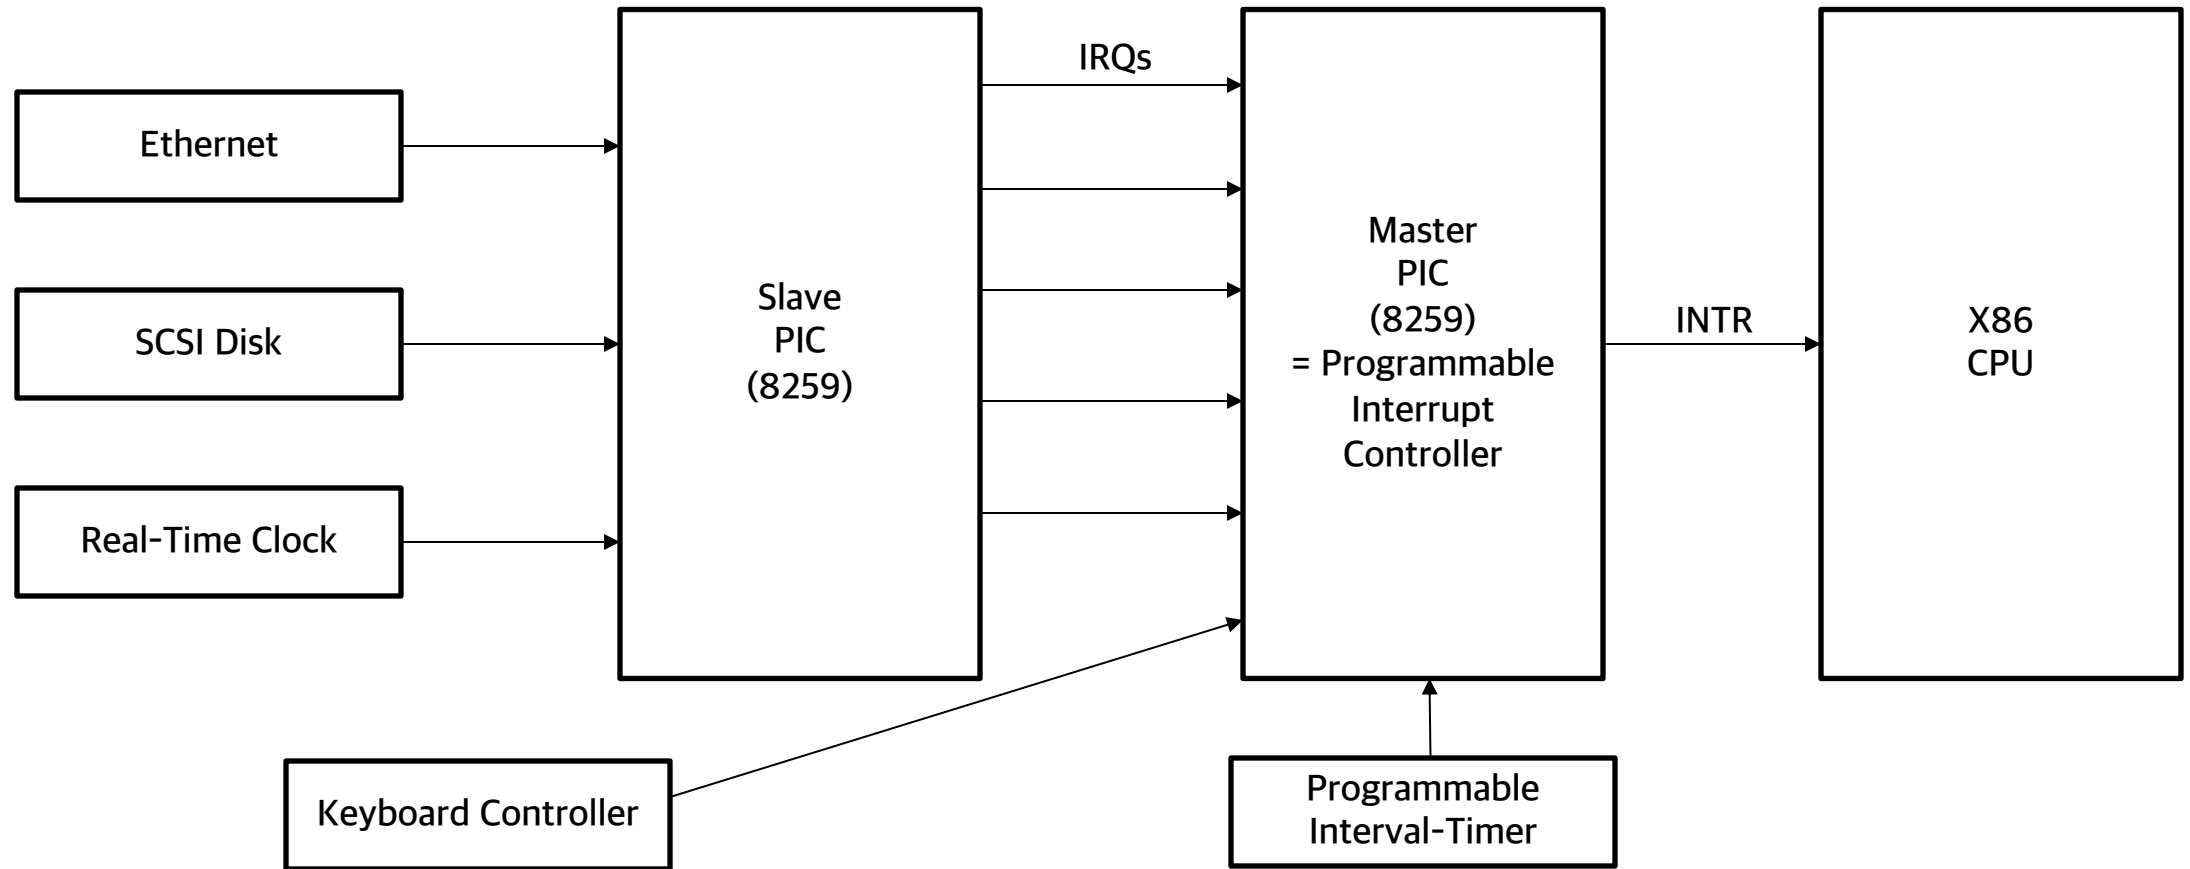 Ethernet
SCSI Disk
Real-Time Clock
Slave
PIC
(8259)
IRQs
Master
PIC
(8259)
= Programmable
Interrupt
Controller
INTR
X86
CPU
Keyboard Controller
Programmable
Interval-Timer